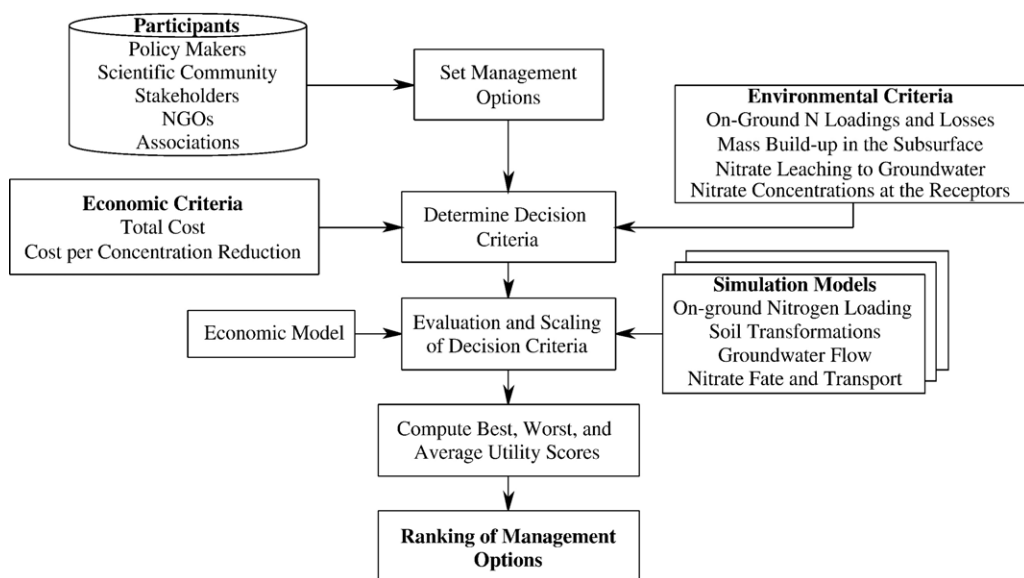 Participants
Policy Makers
Scientific Community
Stakeholders
NGOs
Associations
Set Management
Options
Environmental Criteria
On-Ground N Loadings and Losses
Mass Build-up in the Subsurface
Nitrate Leaching to Groundwater
Nitrate Concentrations at the Receptors
Economic Criteria
Total Cost
Cost per Concentration Reduction
Determine Decision
Criteria
Simulation Models
On-ground Nitrogen Loading
Soil Transformations
Groundwater Flow
Nitrate Fate and Transport
Economic Model
Evaluation and Scaling
of Decision Criteria
Compute Best, Worst, and
Average Utility Scores
Ranking of Management
Options